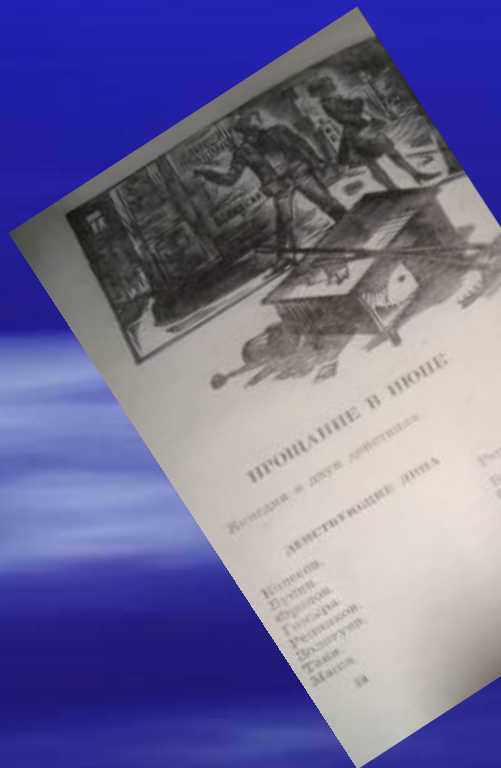 ПРОЩАНИЕ В ИЮНЕ
Комедия в двух действиях
ДЕЙСТВУЮЩИЕ ЛИЦА
Колесов.
Букин.
Фролов.
Гомыра.
Репников.
Золотуев.
Таня.
Маша.